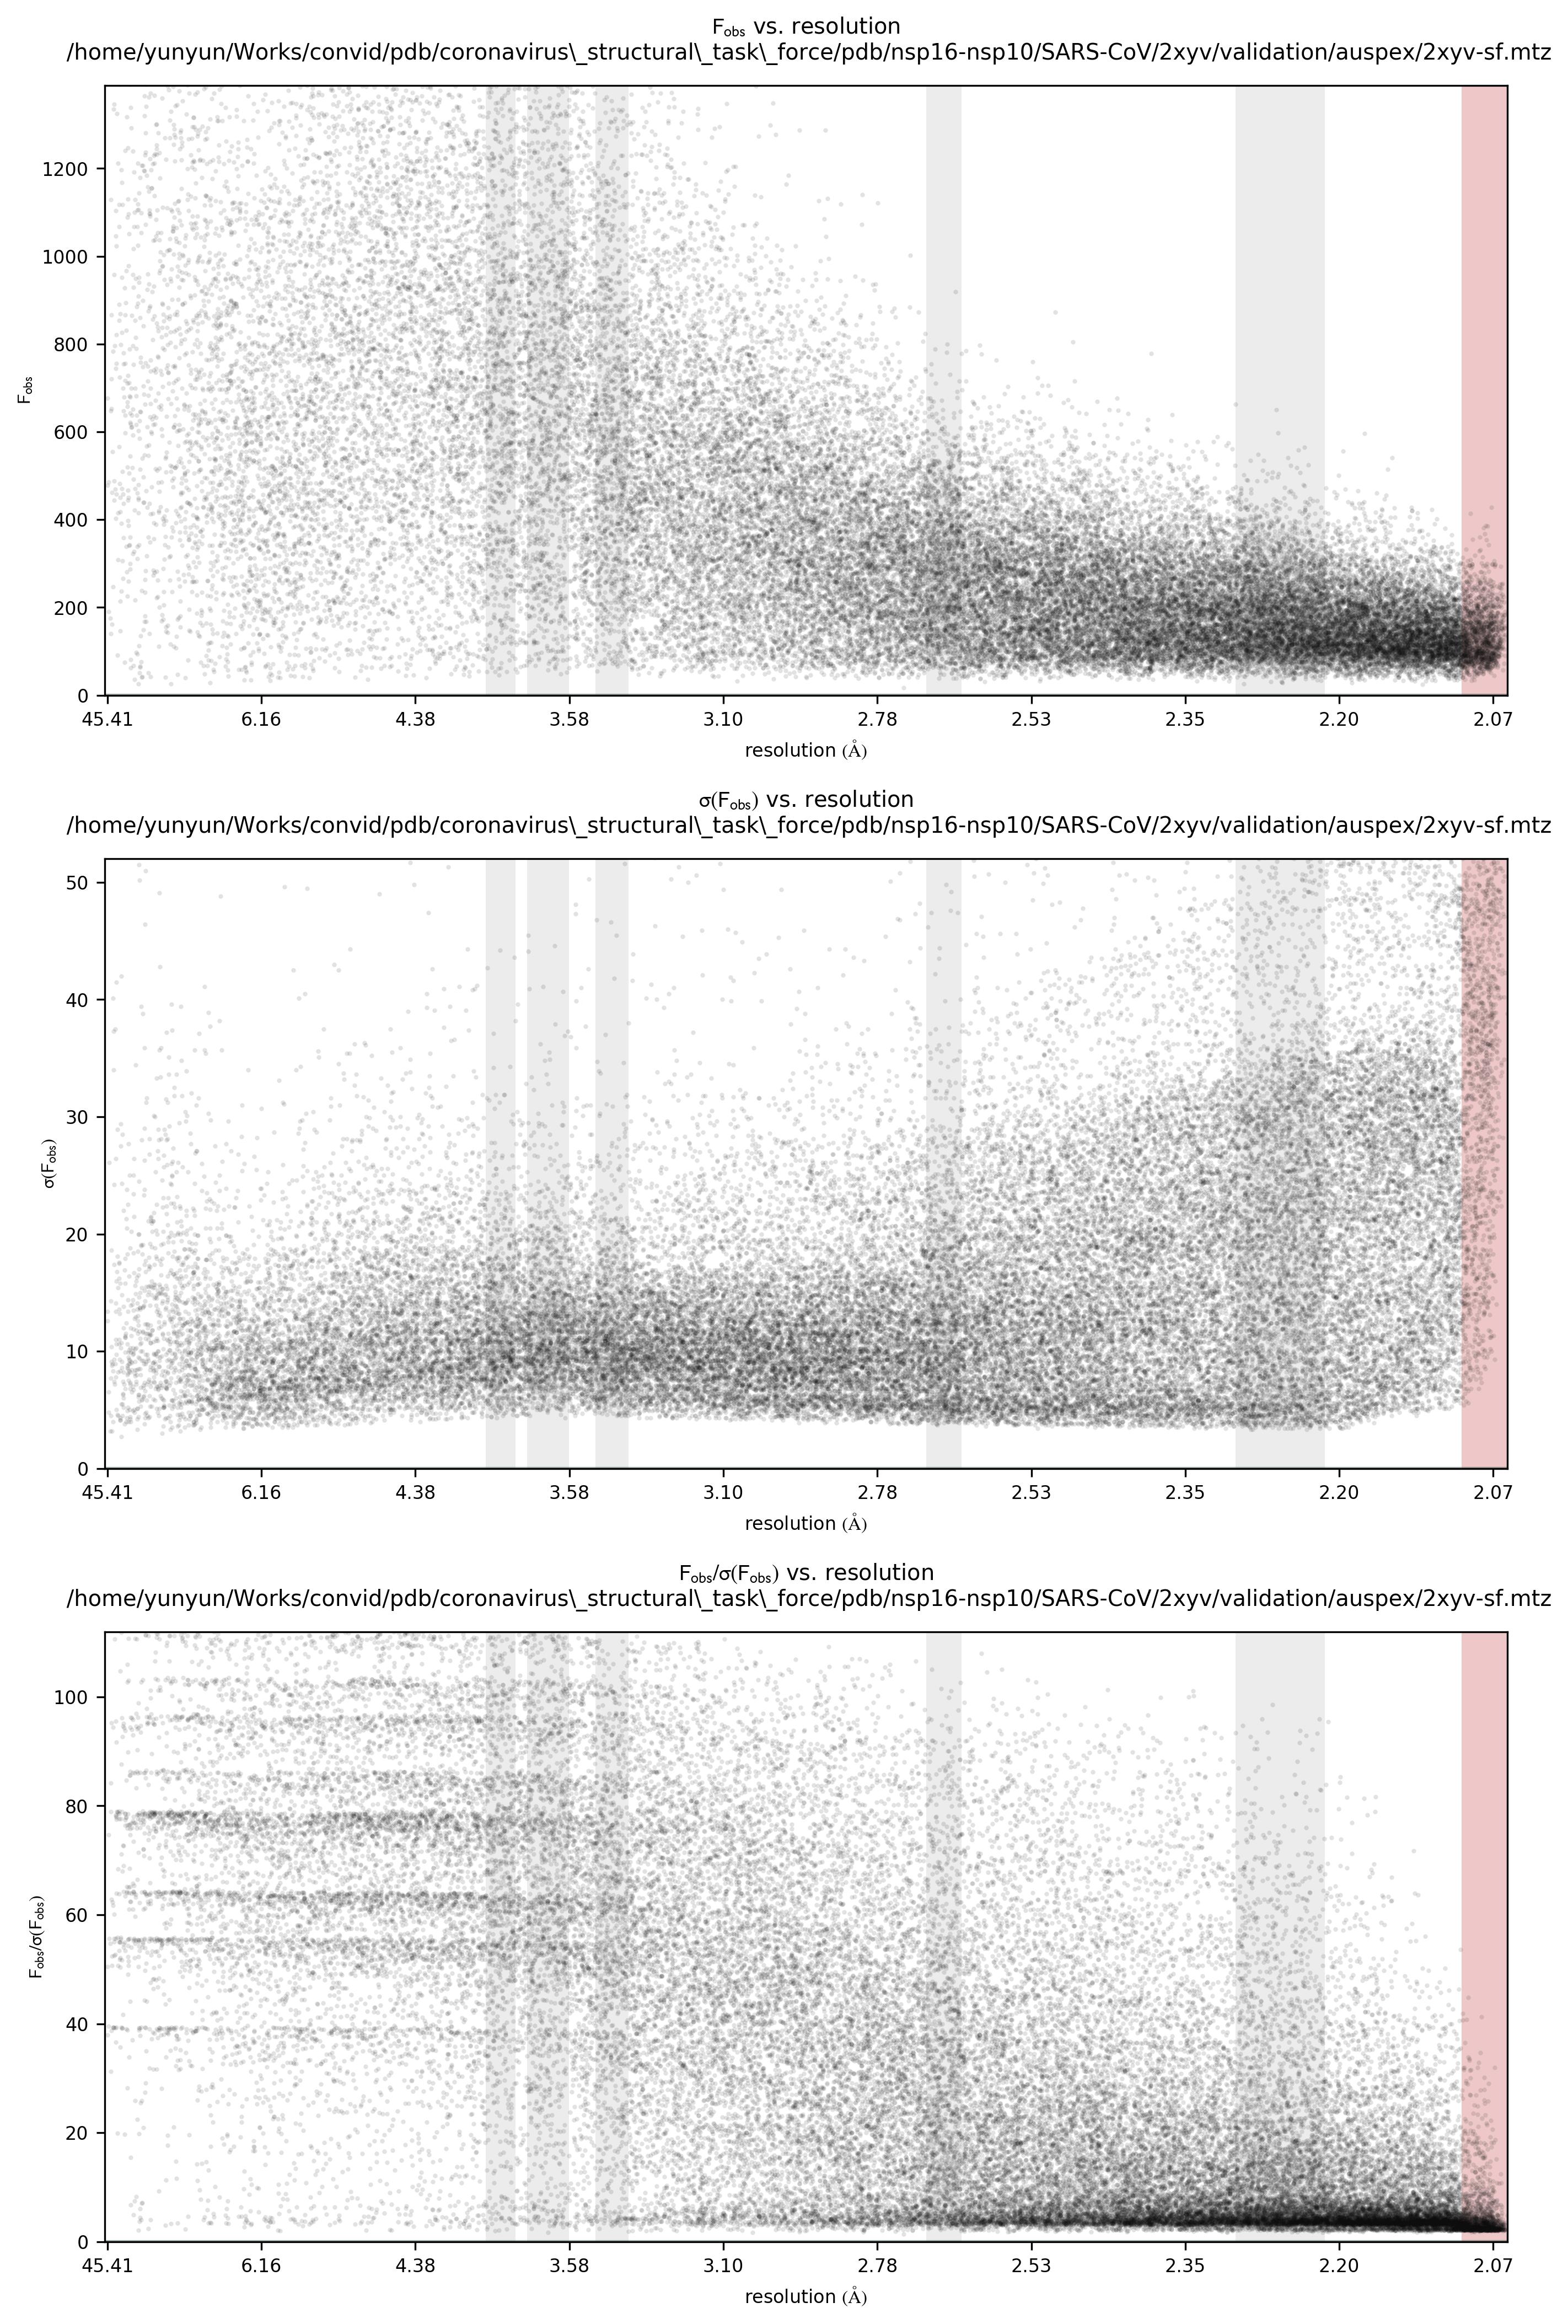 Fobs vs. resolution
/home/yunyun/Works/convid/pdb/coronavirus\_structural\_task\_force/pdb/nsp16-nsp10/SARS-CoV/2xyv/validation/auspex/2xyv-sf.mtz
Fobs
1200
1000
800
600
400
200
0
45.41 6.16 4.38 3.58 3.10 2.78 2.53 2.35 2.20 2.07
resolution (Å)
σ(Fobs) vs. resolution
/home/yunyun/Works/convid/pdb/coronavirus\_structural\_task\_force/pdb/nsp16-nsp10/SARS-CoV/2xyv/validation/auspex/2xyv-sf.mtz
σ(Fobs)
50
40
30
20
10
0
45.41 6.16 4.38 3.58 3.10 2.78 2.53 2.35 2.20 2.07
resolution (Å)
Fobs/σ(Fobs) vs. resolution
/home/yunyun/Works/convid/pdb/coronavirus\_structural\_task\_force/pdb/nsp16-nsp10/SARS-CoV/2xyv/validation/auspex/2xyv-sf.mtz
Fobs/σ(Fobs)
100
80
60
40
20
0
45.41 6.16 4.38 3.58 3.10 2.78 2.53 2.35 2.20 2.07
resolution (Å)